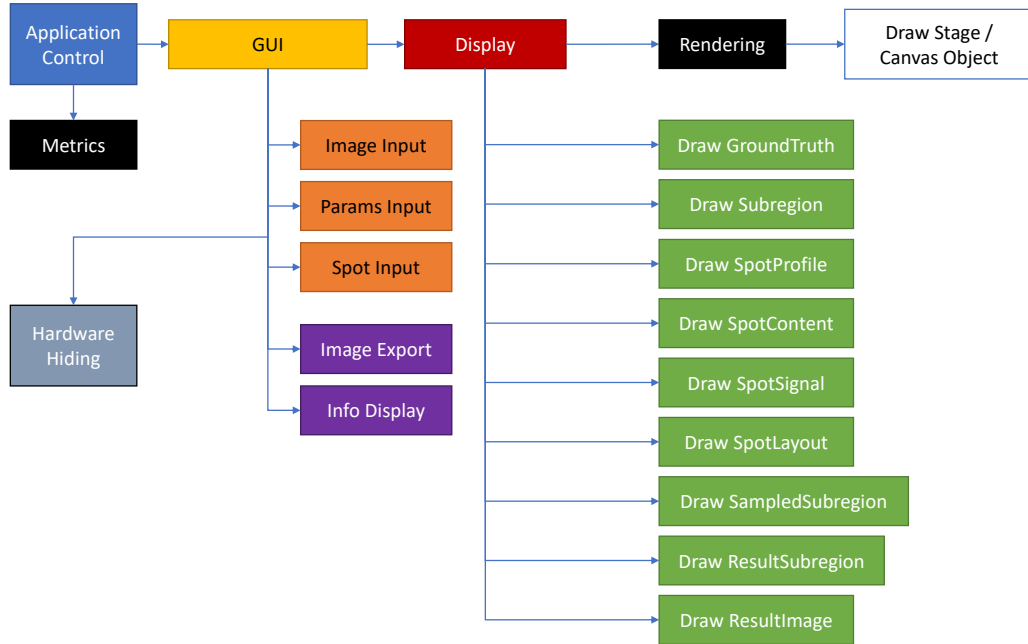 Application
Control
GUI
Display
Rendering
Draw Stage /
Canvas Object
Metrics
Image Input
Params Input
Spot Input
Hardware
Hiding
Image Export
Info Display
Draw GroundTruth
Draw Subregion
Draw SpotProfile
Draw SpotContent
Draw SpotSignal
Draw SpotLayout
Draw SampledSubregion
Draw ResultSubregion
Draw ResultImage